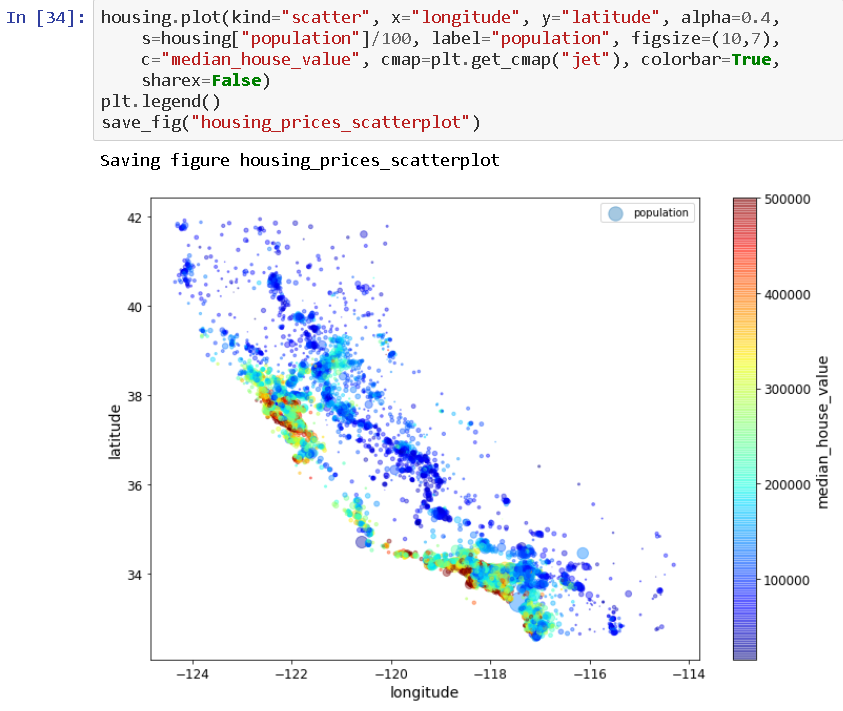 In [34]: housing.plot(kind="scatter", x="longitude", y="latitude", alpha=0.4,
s=housing["population"]/100, label="population", figsize=(10,7),
c="median_house_value", cmap=plt.get_cmap("jet"), colorbar=True,
sharex=False)
plt.legend()
save_fig("housing_prices_scatterplot")
Saving figure housing_prices_scatterplot
population
42
40
38
36
34
latitude
−124
−122
−120
−118
−116
−114
longitude
500000
400000
300000
200000
100000
median_house_value